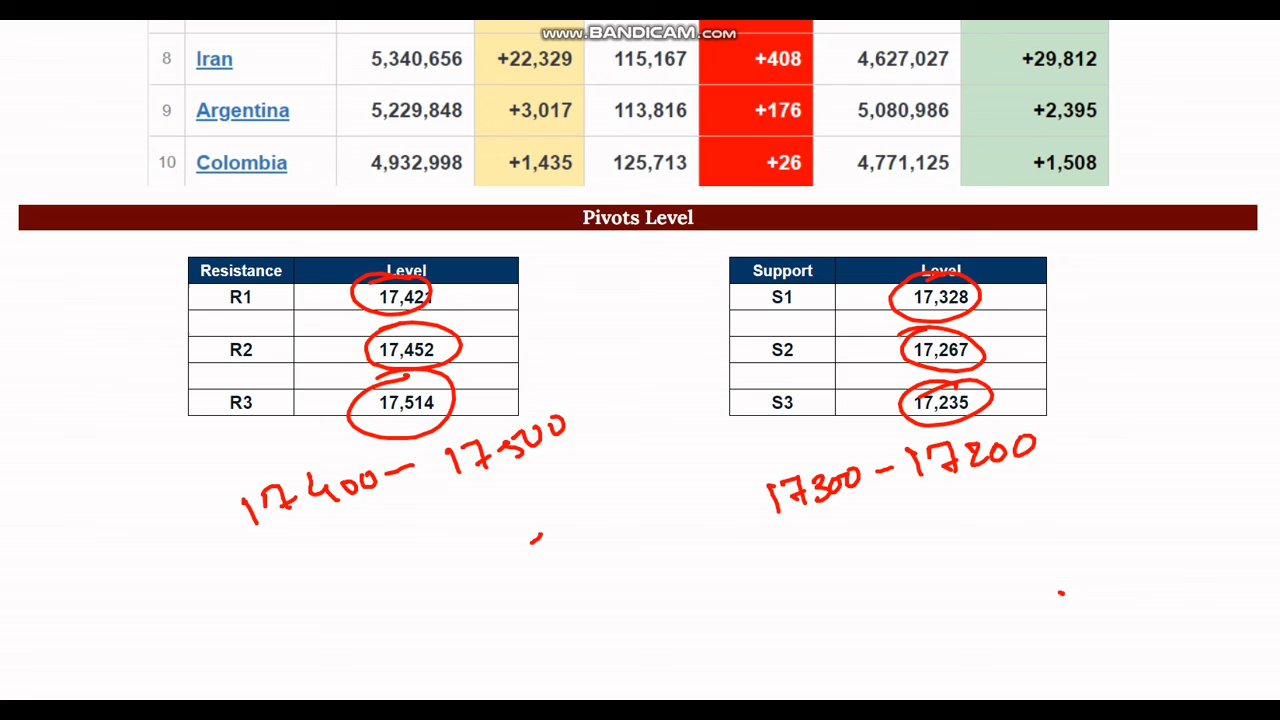 www.BANDICAM.com
8 Iran 5,340,656 +22,329 115,167 +408 4,627,027 +29,812
9 Argentina 5,229,848 +3,017 113,816 +176 5,080,986 +2,395
10 Colombia 4,932,998 +1,435 125,713 +26 4,771,125 +1,508
Pivots Level
Resistance Level
R1 17,421
R2 17,452
R3 17,514
17400 - 17500
Support Level
S1 17,328
S2 17,267
S3 17,235
17300 - 17200